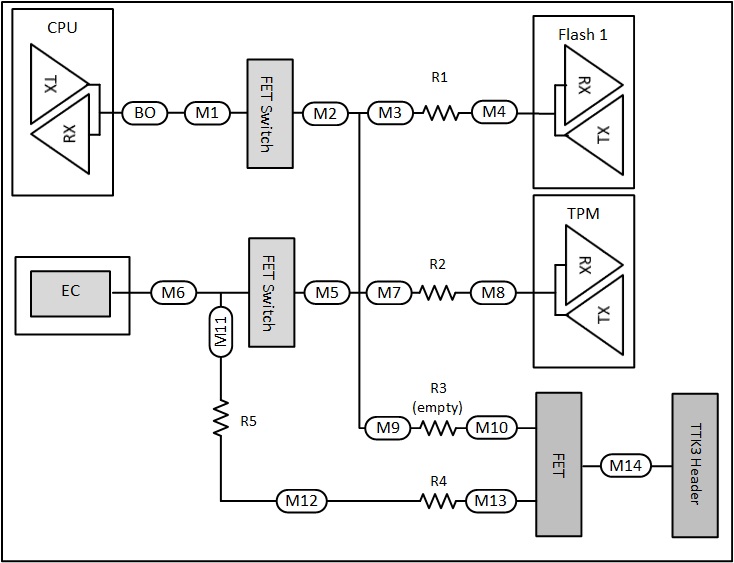 CPU
TX
RX
BO
M1
FET Switch
M2
M3
R1
M4
Flash 1
RX
TX
EC
M6
FET Switch
M5
M7
R2
M8
TPM
RX
TX
M11
R5
R3
(empty)
M9
M10
FET
M14
TTK3 Header
M12
R4
M13